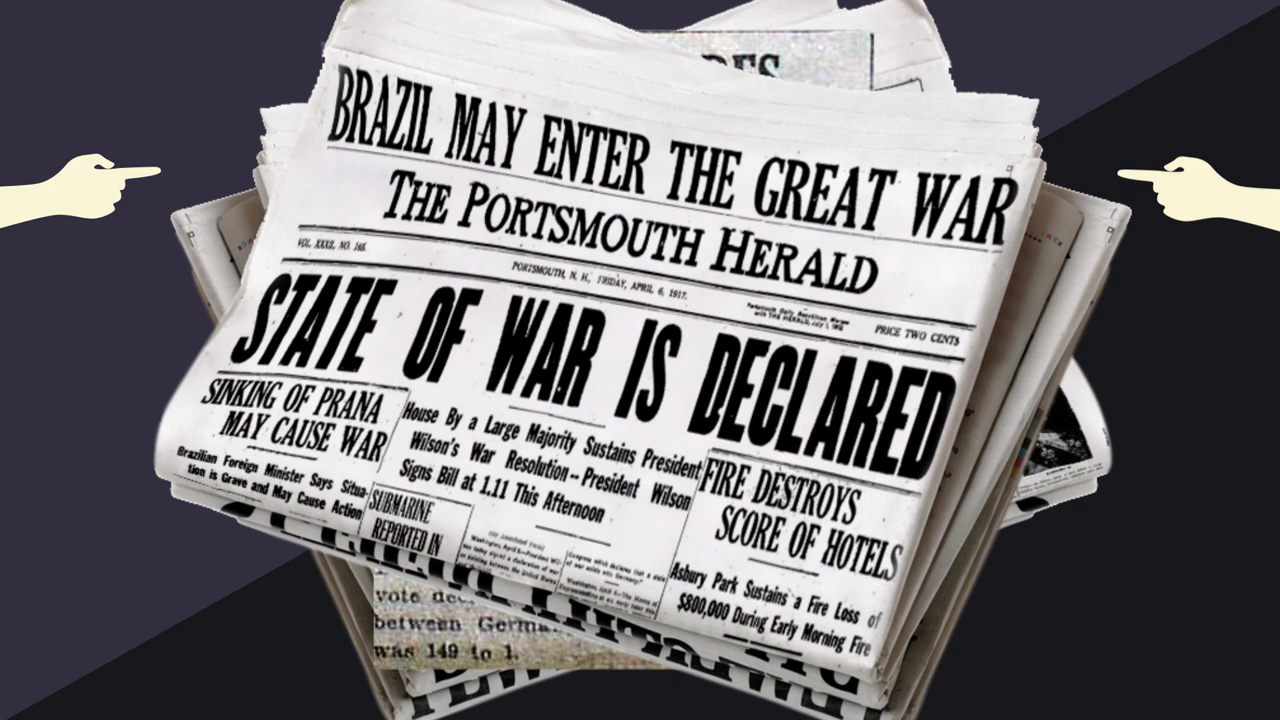 BRAZIL MAY ENTER THE GREAT WAR
THE PORTSMOUTH HERALD
VOL. XXXII, NO. 165.
PORTSMOUTH, N. H., FRIDAY, APRIL 6, 1917.
PRICE TWO CENTS
STATE OF WAR IS DECLARED
SINKING OF PRANA
MAY CAUSE WAR
Brazilian Foreign Minister Says Situa-
tion is Grave and May Cause Action
SUBMARINE
REPORTED IN
House By a Large Majority Sustains President
Wilson's War Resolution--President Wilson
Signs Bill at 1.11 This Afternoon
FIRE DESTROYS
SCORE OF HOTELS
Asbury Park Sustains a Fire Loss of
$800,000 During Early Morning Fire
vote
between
was 149 to 1.